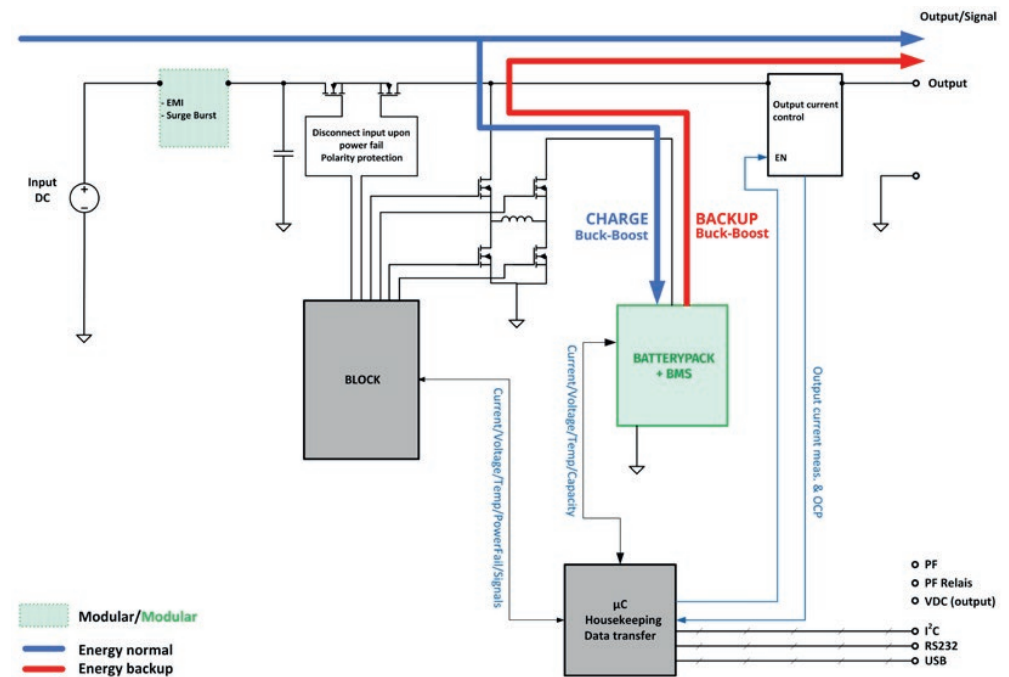 Output/Signal
Output
- EMI
- Surge Burst
Output current
control
EN
Disconnect input upon
power fail
Polarity protection
Input
DC
+
–
CHARGE
Buck-Boost
BACKUP
Buck-Boost
BATTERYPACK
+ BMS
BLOCK
Current/Voltage/Temp/PowerFail/Signals
Current/Voltage/Temp/Capacity
Output current meas. & OCP
µC
Housekeeping
Data transfer
PF
PF Relais
VDC (output)
I²C
RS232
USB
Modular/Modular
Energy normal
Energy backup